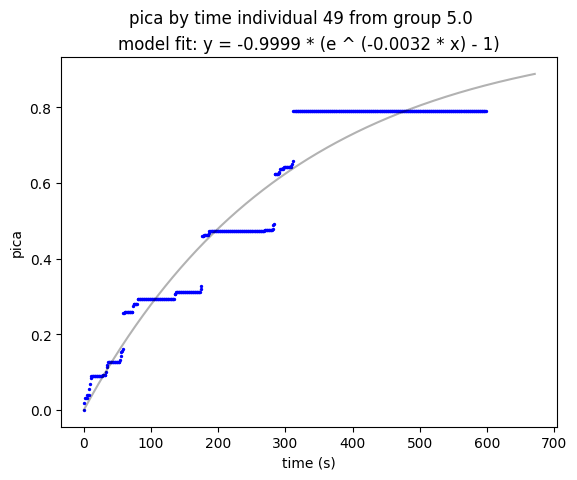 pica by time individual 49 from group 5.0
model fit: y = -0.9999 * (e ^ (-0.0032 * x) - 1)
0.8
0.6
0.4
0.2
0.0
pica
0 100 200 300 400 500 600 700
time (s)